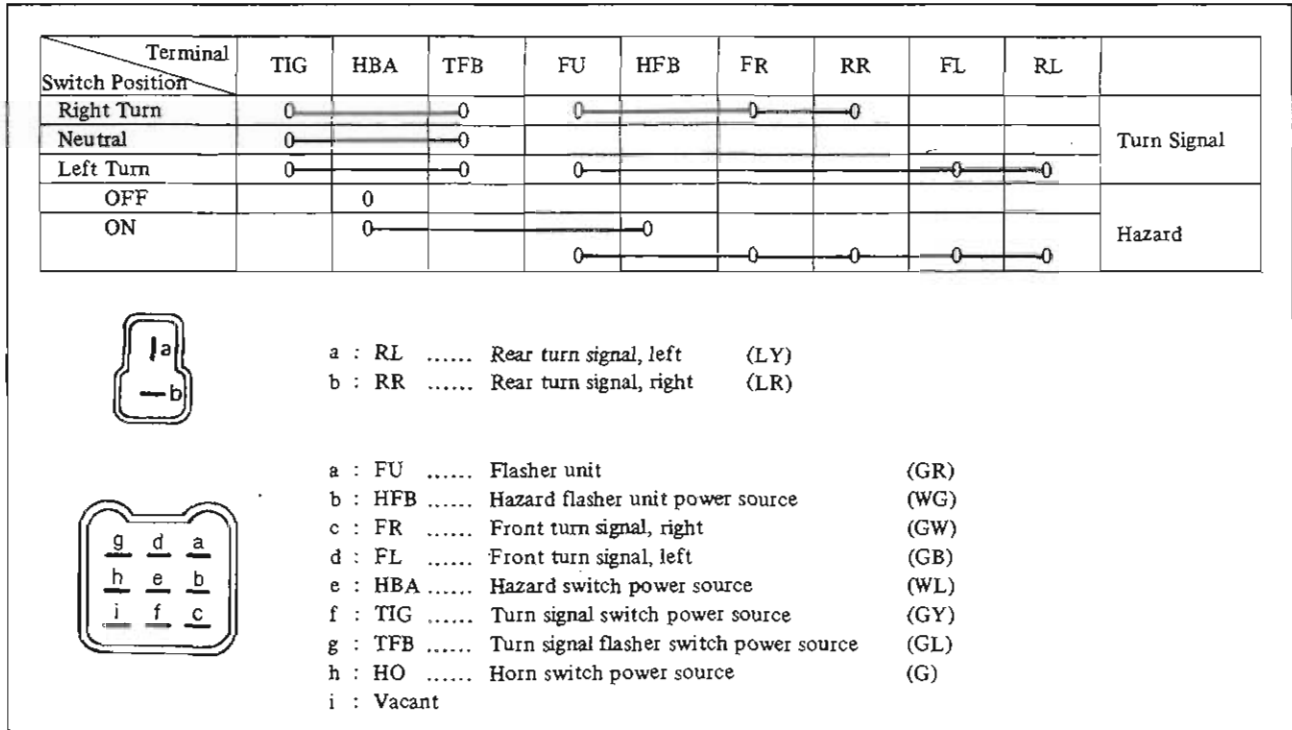 Terminal
Switch Position
TIG HBA TFB FU HFB FR RR FL RL
Right Turn
Neutral
Turn Signal
Left Turn
OFF
ON
Hazard
a
b
a : RL ...... Rear turn signal, left (LY)
b : RR ...... Rear turn signal, right (LR)
g d a
h e b
i f c
a : FU ...... Flasher unit (GR)
b : HFB ...... Hazard flasher unit power source (WG)
c : FR ...... Front turn signal, right (GW)
d : FL ...... Front turn signal, left (GB)
e : HBA ...... Hazard switch power source (WL)
f : TIG ...... Turn signal switch power source (GY)
g : TFB ...... Turn signal flasher switch power source (GL)
h : HO ...... Horn switch power source (G)
i : Vacant